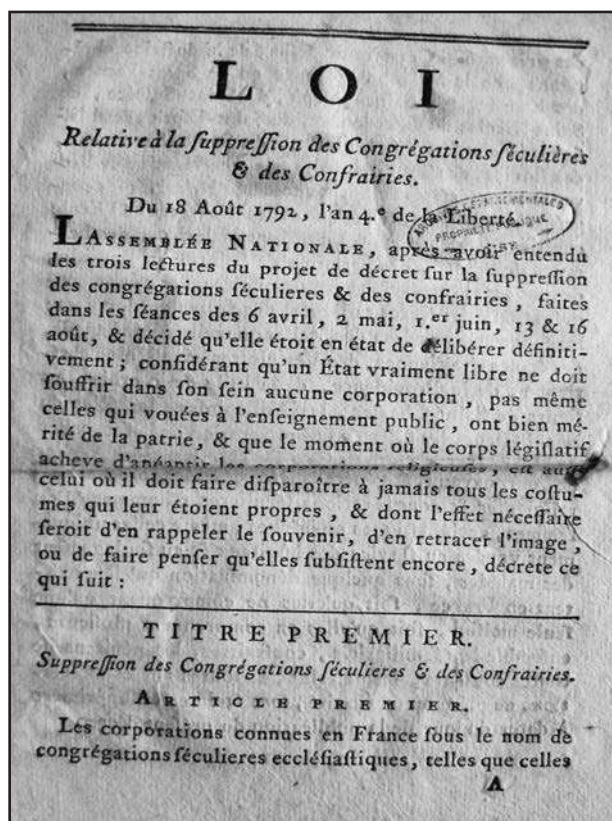 LOI
Relative à la ſuppreſſion des Congrégations ſéculières
& des Confrairies.
Du 18 Août 1792, l'an 4.e de la Liberté.
L'ASSEMBLÉE NATIONALE, après avoir entendu
les trois lectures du projet de décret ſur la ſuppreſſion
des congrégations ſéculieres & des confrairies, faites
dans les ſéances des 6 avril, 2 mai, 1.er juin, 13 & 16
août, & décidé qu'elle étoit en état de délibérer définiti-
vement; conſidérant qu'un État vraiment libre ne doit
ſouffrir dans ſon ſein aucune corporation, pas même
celles qui vouées à l'enſeignement public, ont bien mé-
rité de la patrie, & que le moment où le corps légiſlatif
acheve d'anéantir les corporations religieuſes, eſt auſſi
celui où il doit faire diſparoître à jamais tous les coſtu-
mes qui leur étoient propres, & dont l'effet néceſſaire
ſeroit d'en rappeler le ſouvenir, d'en retracer l'image,
ou de faire penſer qu'elles ſubſiſtent encore, décrete ce
qui ſuit:
TITRE PREMIER.
Suppreſſion des Congrégations ſéculieres & des Confrairies.
ARTICLE PREMIER.
Les corporations connues en France ſous le nom de
congrégations ſéculieres eccléſiaſtiques, telles que celles
A